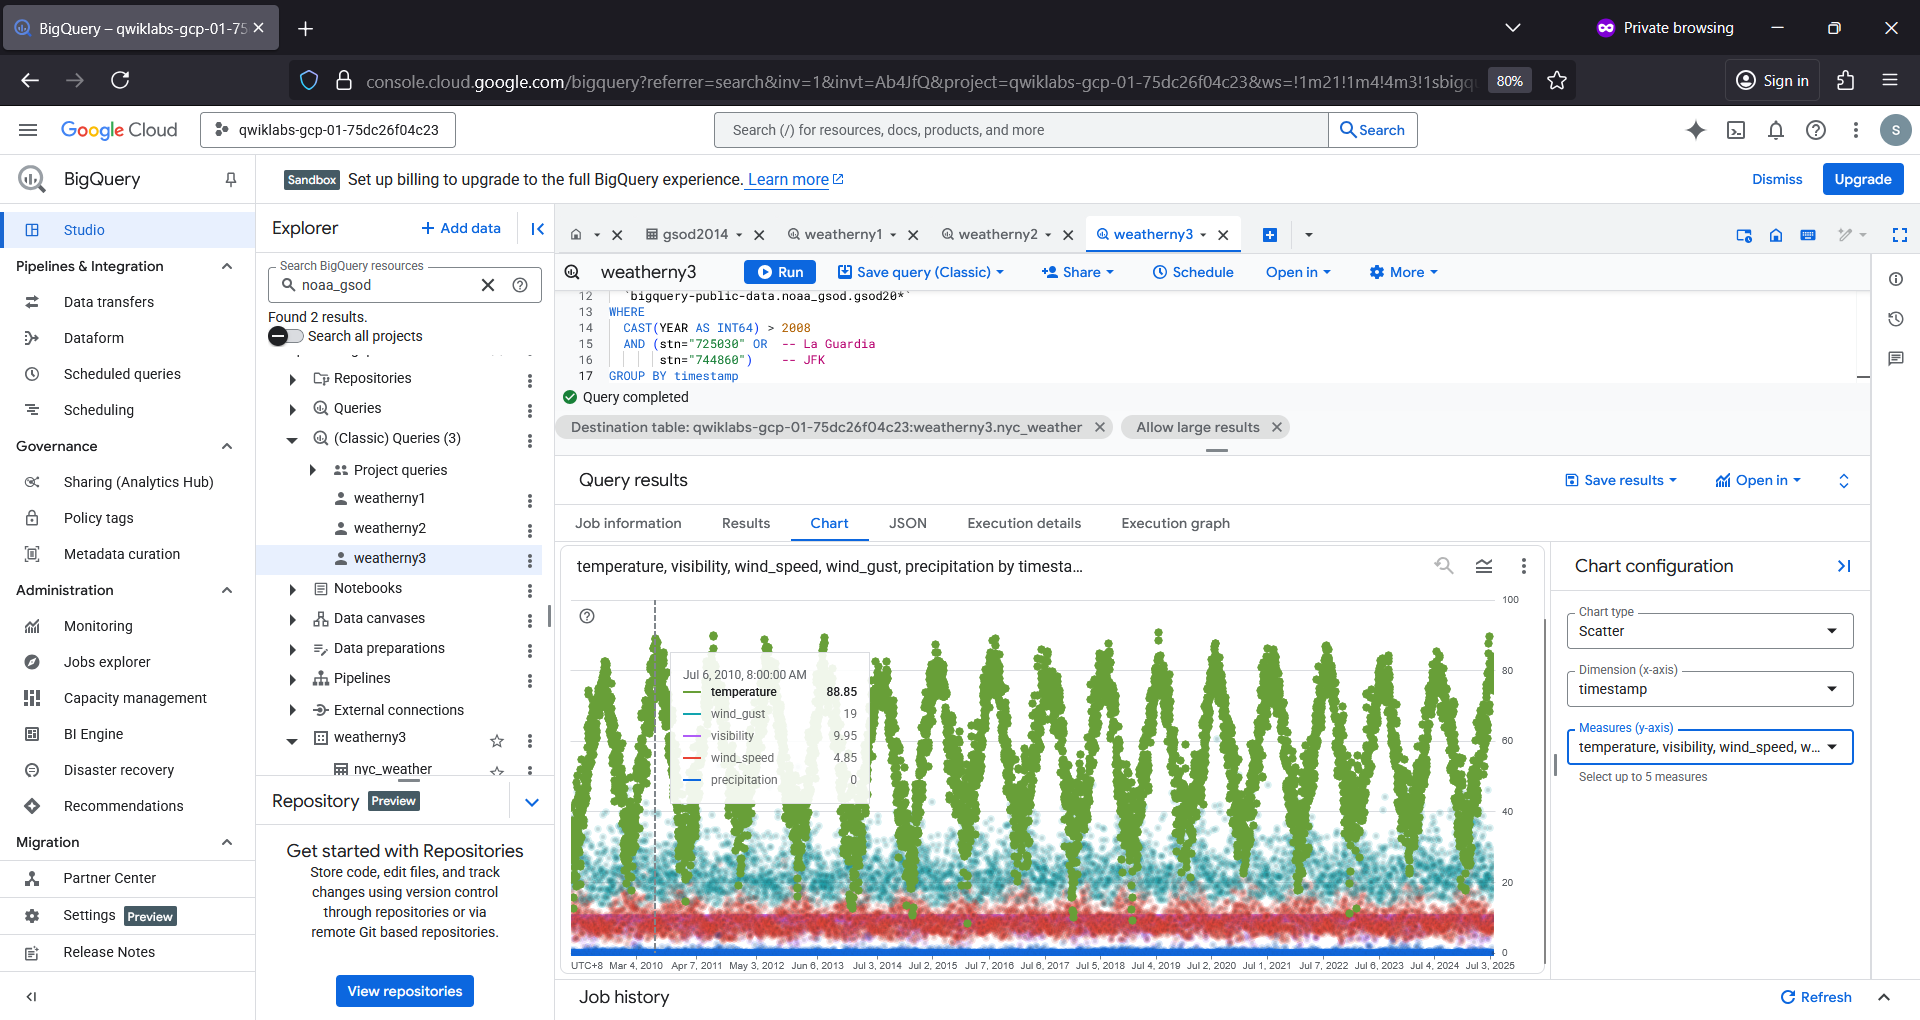 BigQuery – qwiklabs-gcp-01-75
Private browsing
console.cloud.google.com/bigquery?referrer=search&inv=1&invt=Ab4JfQ&project=qwiklabs-gcp-01-75dc26f04c23&ws=!1m21!1m4!4m3!1sbigqu
80%
Sign in
Google Cloud
qwiklabs-gcp-01-75dc26f04c23
Search (/) for resources, docs, products, and more
Search
S
BigQuery
Sandbox Set up billing to upgrade to the full BigQuery experience. Learn more
Dismiss
Upgrade
Studio
Pipelines & Integration
Data transfers
Dataform
Scheduled queries
Scheduling
Governance
Sharing (Analytics Hub)
Policy tags
Metadata curation
Administration
Monitoring
Jobs explorer
Capacity management
BI Engine
Disaster recovery
Recommendations
Migration
Partner Center
Settings Preview
Release Notes
Explorer
+ Add data
Search BigQuery resources
noaa_gsod
Found 2 results.
Search all projects
Repositories
Queries
(Classic) Queries (3)
Project queries
weatherny1
weatherny2
weatherny3
Notebooks
Data canvases
Data preparations
Pipelines
External connections
weatherny3
nyc_weather
Repository Preview
Get started with Repositories
Store code, edit files, and track
changes using version control
through repositories or via
remote Git based repositories.
View repositories
gsod2014
weatherny1
weatherny2
weatherny3
weatherny3
Run
Save query (Classic)
Share
Schedule
Open in
More
12 `bigquery-public-data.noaa_gsod.gsod20*`
13 WHERE
14 CAST(YEAR AS INT64) > 2008
15 AND (stn="725030" OR -- La Guardia
16 stn="744860") -- JFK
17 GROUP BY timestamp
Query completed
Destination table: qwiklabs-gcp-01-75dc26f04c23:weatherny3.nyc_weather
Allow large results
Query results
Save results
Open in
Job information
Results
Chart
JSON
Execution details
Execution graph
temperature, visibility, wind_speed, wind_gust, precipitation by timesta...
100
80
60
40
20
0
Jul 6, 2010, 8:00:00 AM
temperature 88.85
wind_gust 19
visibility 9.95
wind_speed 4.85
precipitation 0
UTC+8 Mar 4, 2010 Apr 7, 2011 May 3, 2012 Jun 6, 2013 Jul 3, 2014 Jul 2, 2015 Jul 7, 2016 Jul 6, 2017 Jul 5, 2018 Jul 4, 2019 Jul 2, 2020 Jul 1, 2021 Jul 7, 2022 Jul 6, 2023 Jul 4, 2024 Jul 3, 2025
Chart configuration
Chart type
Scatter
Dimension (x-axis)
timestamp
Measures (y-axis)
temperature, visibility, wind_speed, w...
Select up to 5 measures
Job history
Refresh